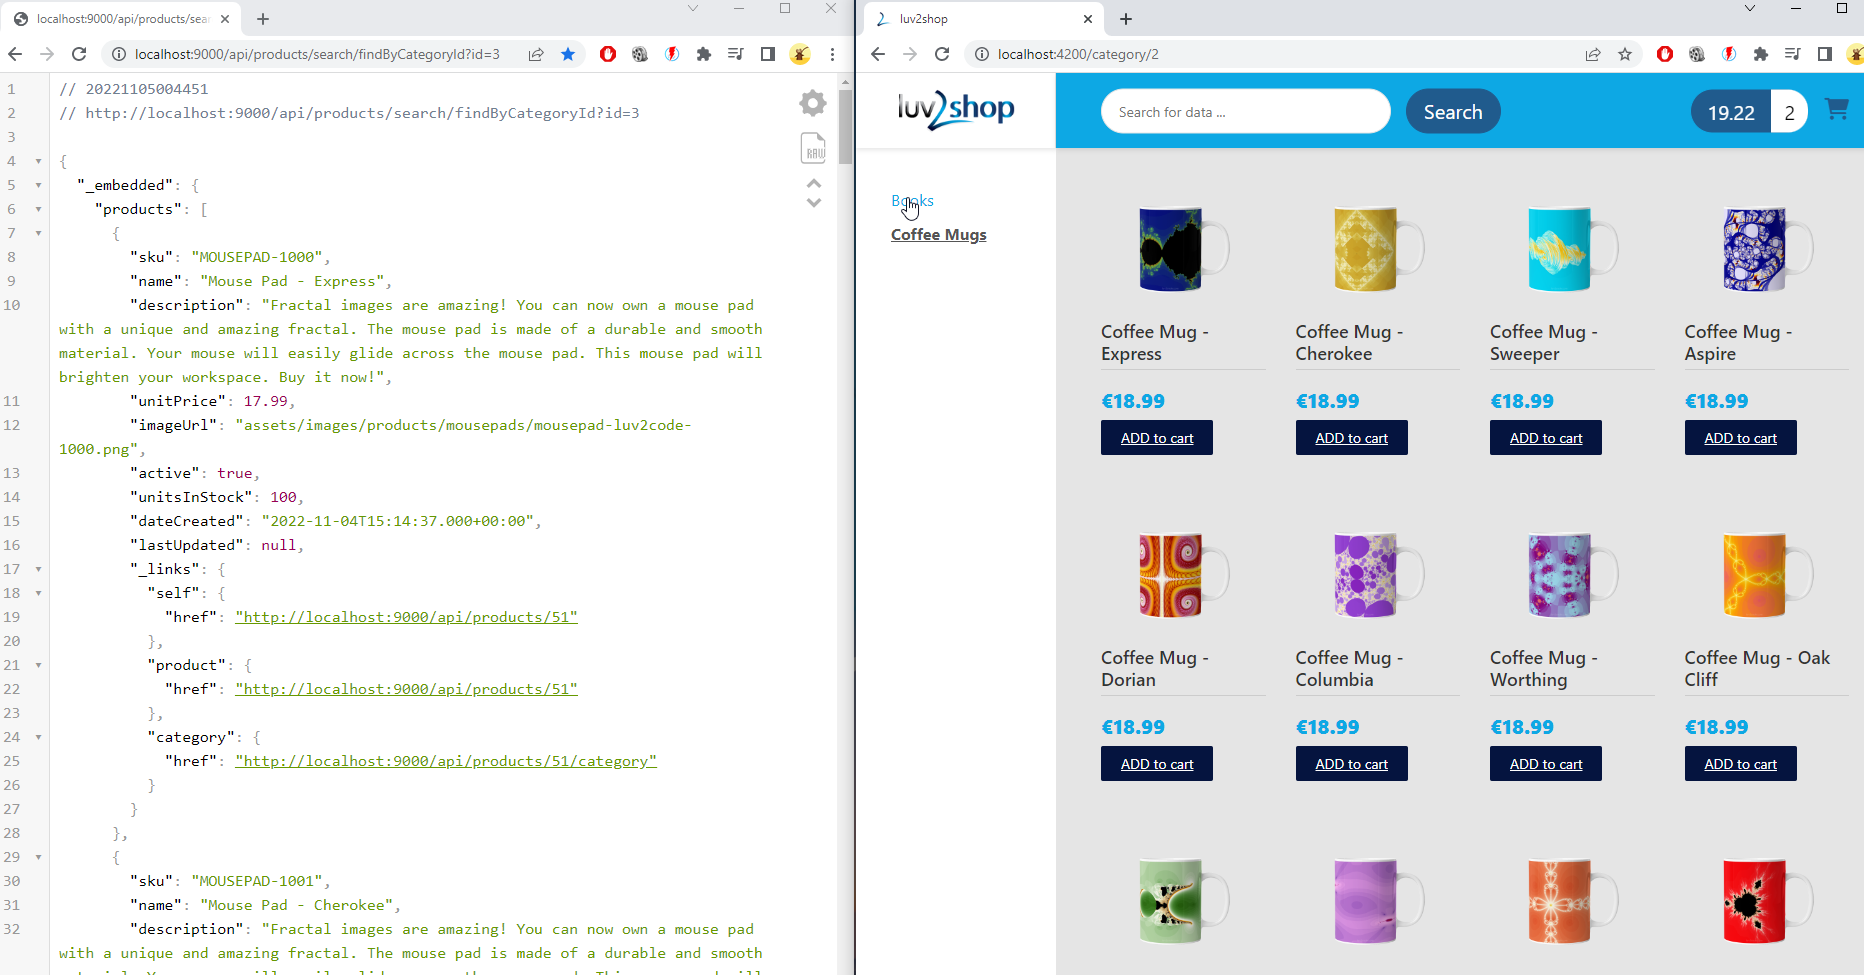 localhost:9000/api/products/sear
localhost:9000/api/products/search/findByCategoryId?id=3
1 // 20221105004451
2 // http://localhost:9000/api/products/search/findByCategoryId?id=3
3
4 {
5 "_embedded": {
6 "products": [
7 {
8 "sku": "MOUSEPAD-1000",
9 "name": "Mouse Pad - Express",
10 "description": "Fractal images are amazing! You can now own a mouse pad
with a unique and amazing fractal. The mouse pad is made of a durable and smooth
material. Your mouse will easily glide across the mouse pad. This mouse pad will
brighten your workspace. Buy it now!",
11 "unitPrice": 17.99,
12 "imageUrl": "assets/images/products/mousepads/mousepad-luv2code-
1000.png",
13 "active": true,
14 "unitsInStock": 100,
15 "dateCreated": "2022-11-04T15:14:37.000+00:00",
16 "lastUpdated": null,
17 "_links": {
18 "self": {
19 "href": "http://localhost:9000/api/products/51"
20 },
21 "product": {
22 "href": "http://localhost:9000/api/products/51"
23 },
24 "category": {
25 "href": "http://localhost:9000/api/products/51/category"
26 }
27 }
28 },
29 {
30 "sku": "MOUSEPAD-1001",
31 "name": "Mouse Pad - Cherokee",
32 "description": "Fractal images are amazing! You can now own a mouse pad
with a unique and amazing fractal. The mouse pad is made of a durable and smooth
RAW
luv2shop
localhost:4200/category/2
luv2shop
Search for data ...
Search
19.22 2
Books
Coffee Mugs
Coffee Mug -
Express
€18.99
ADD to cart
Coffee Mug -
Cherokee
€18.99
ADD to cart
Coffee Mug -
Sweeper
€18.99
ADD to cart
Coffee Mug -
Aspire
€18.99
ADD to cart
Coffee Mug -
Dorian
€18.99
ADD to cart
Coffee Mug -
Columbia
€18.99
ADD to cart
Coffee Mug -
Worthing
€18.99
ADD to cart
Coffee Mug - Oak
Cliff
€18.99
ADD to cart